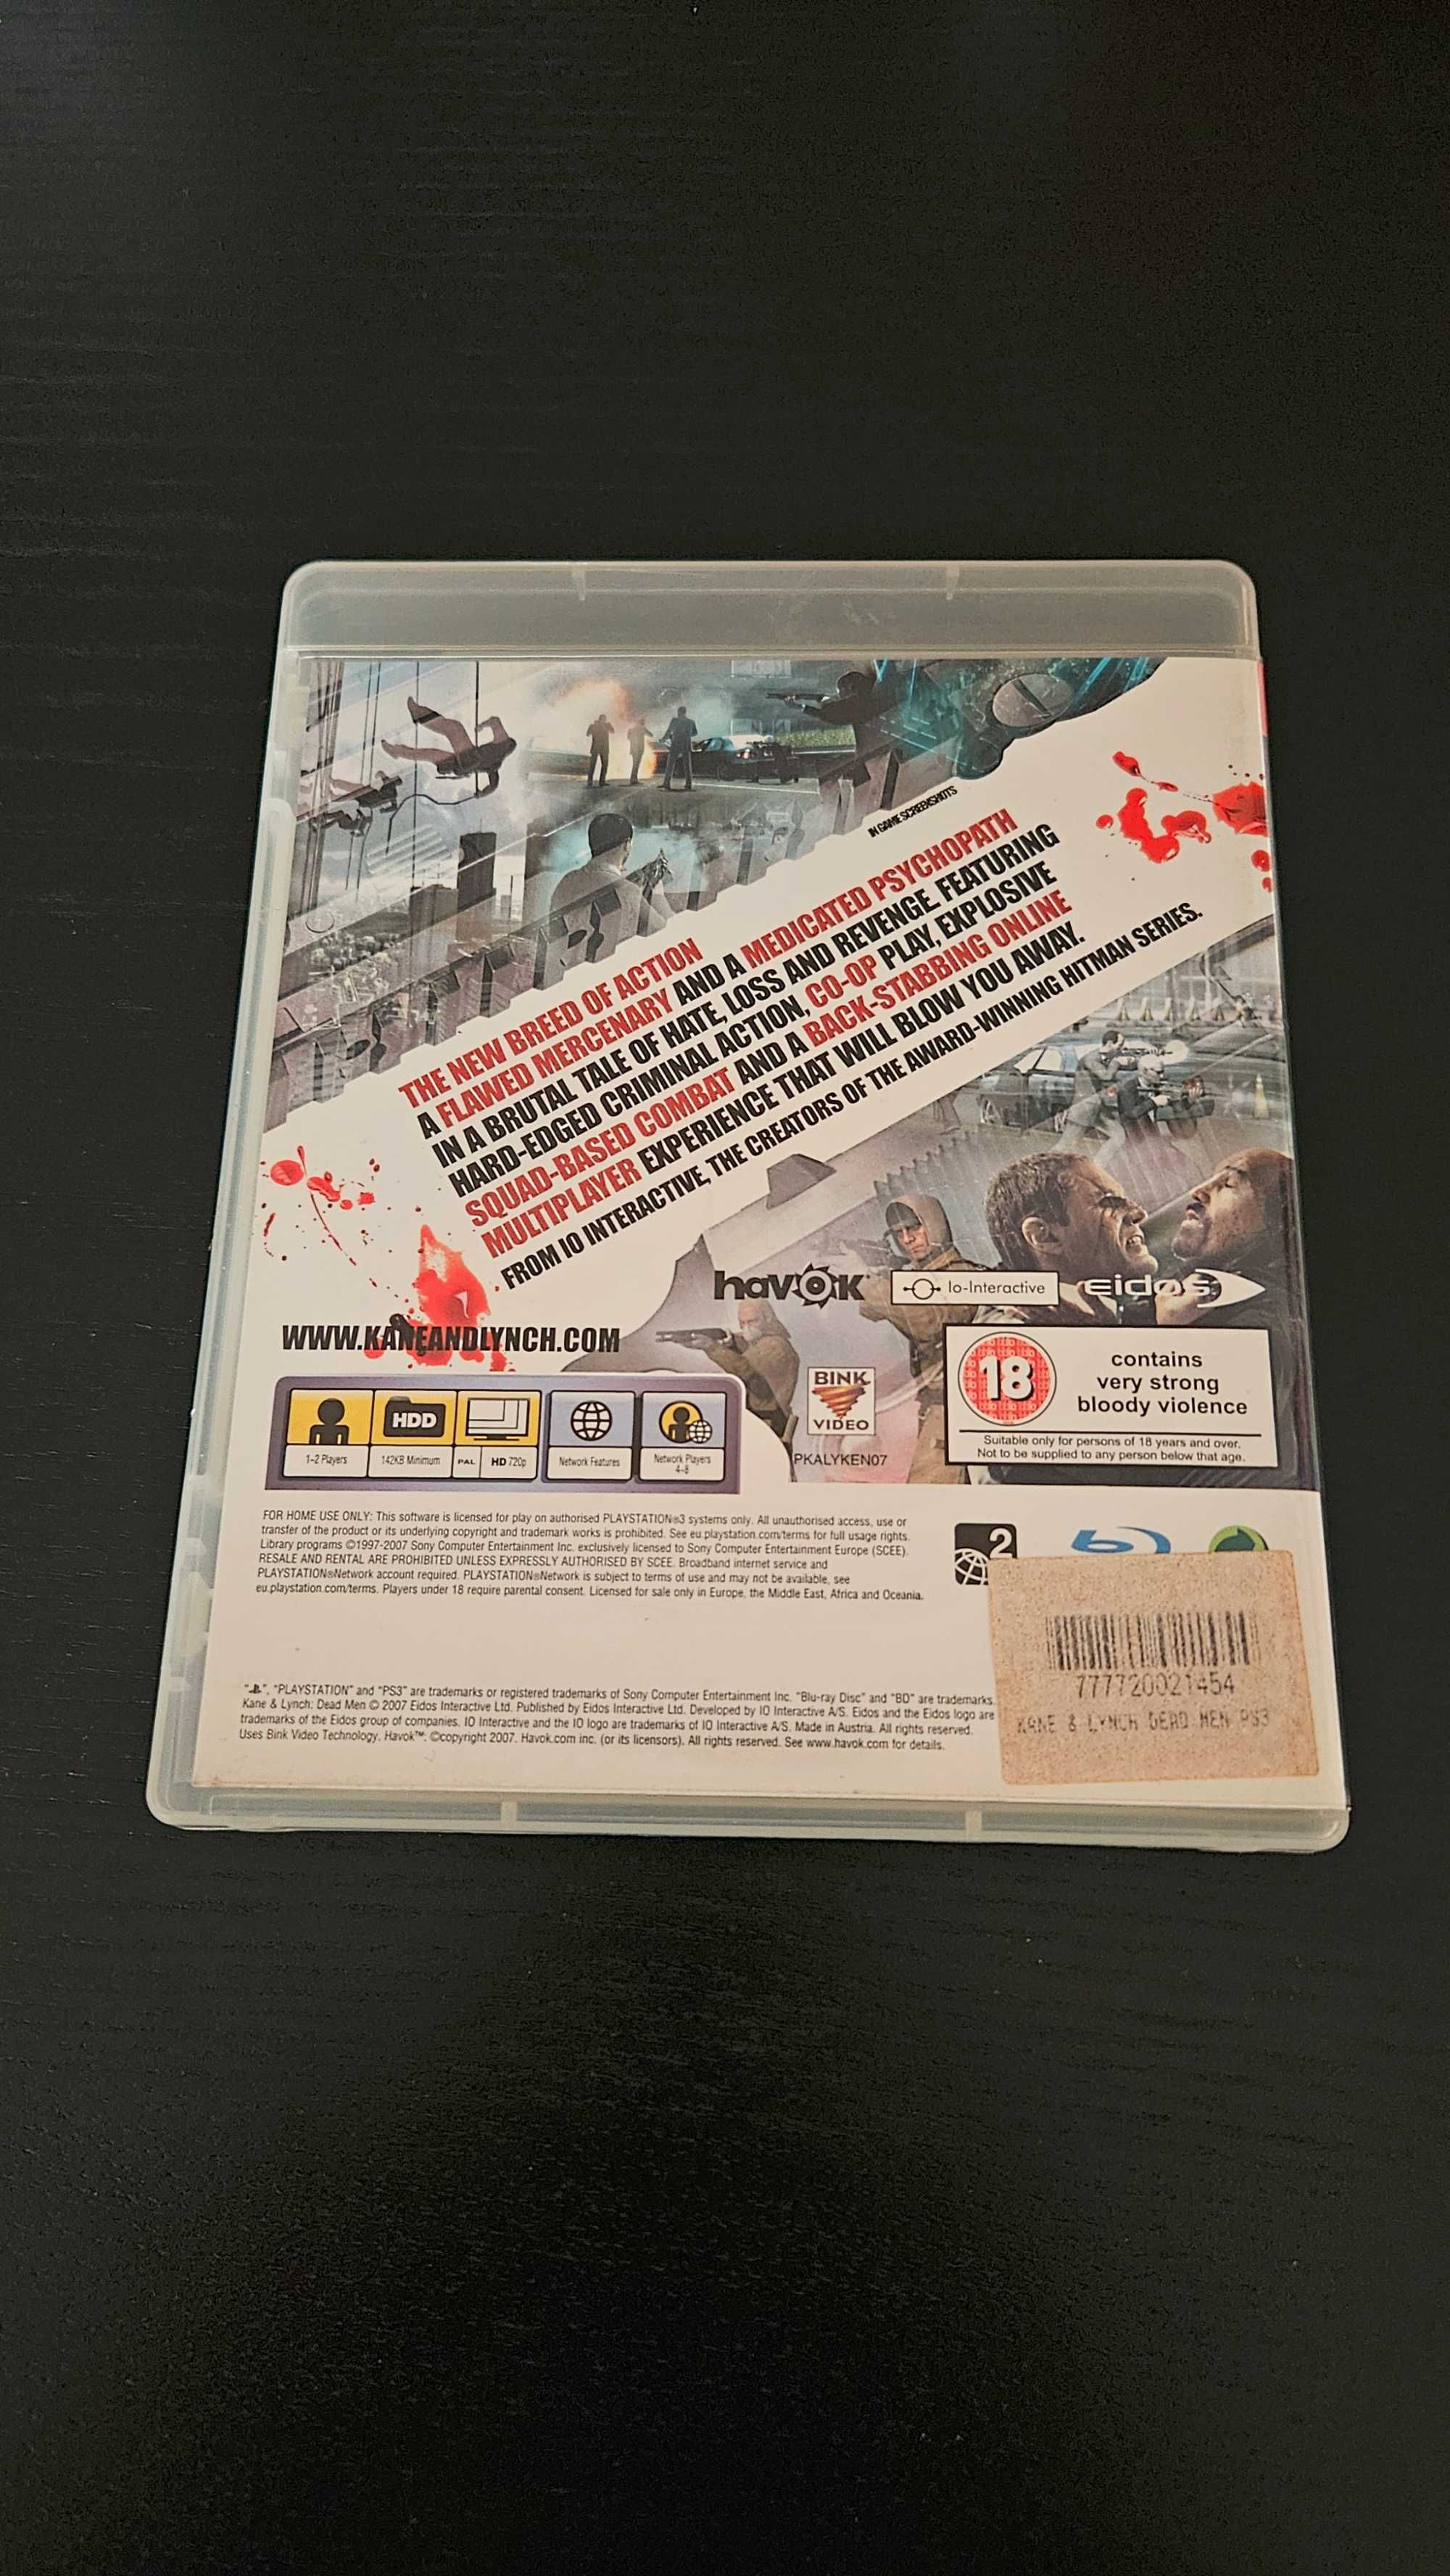 IN GAME SCREENSHOTS
THE NEW BREED OF ACTION
A FLAWED MERCENARY AND A MEDICATED PSYCHOPATH
IN A BRUTAL TALE OF HATE, LOSS AND REVENGE. FEATURING
HARD-EDGED CRIMINAL ACTION, CO-OP PLAY, EXPLOSIVE
SQUAD-BASED COMBAT AND A BACK-STABBING ONLINE
MULTIPLAYER EXPERIENCE THAT WILL BLOW YOU AWAY.
FROM IO INTERACTIVE, THE CREATORS OF THE AWARD-WINNING HITMAN SERIES.
havok
Io-Interactive
eidos
WWW.KANEANDLYNCH.COM
BINK
VIDEO
PKALYKEN07
18
contains
very strong
bloody violence
Suitable only for persons of 18 years and over.
Not to be supplied to any person below that age.
HDD
1-2 Players
142KB Minimum
PAL
HD 720p
Network Features
Network Players
4-8
FOR HOME USE ONLY: This software is licensed for play on authorised PLAYSTATION®3 systems only. All unauthorised access, use or
transfer of the product or its underlying copyright and trademark works is prohibited. See eu.playstation.com/terms for full usage rights.
Library programs ©1997-2007 Sony Computer Entertainment Inc. exclusively licensed to Sony Computer Entertainment Europe (SCEE).
RESALE AND RENTAL ARE PROHIBITED UNLESS EXPRESSLY AUTHORISED BY SCEE. Broadband internet service and
PLAYSTATION®Network account required. PLAYSTATION®Network is subject to terms of use and may not be available, see
eu.playstation.com/terms. Players under 18 require parental consent. Licensed for sale only in Europe, the Middle East, Africa and Oceania.
2
"", "PLAYSTATION" and "PS3" are trademarks or registered trademarks of Sony Computer Entertainment Inc. "Blu-ray Disc" and "BD" are trademarks.
Kane & Lynch: Dead Men © 2007 Eidos Interactive Ltd. Published by Eidos Interactive Ltd. Developed by IO Interactive A/S. Eidos and the Eidos logo are
trademarks of the Eidos group of companies. IO Interactive and the IO logo are trademarks of IO Interactive A/S. Made in Austria. All rights reserved.
Uses Bink Video Technology. Havok™. ©copyright 2007. Havok.com inc. (or its licensors). All rights reserved. See www.havok.com for details.
777720021454
KANE & LYNCH DEAD MEN PS3